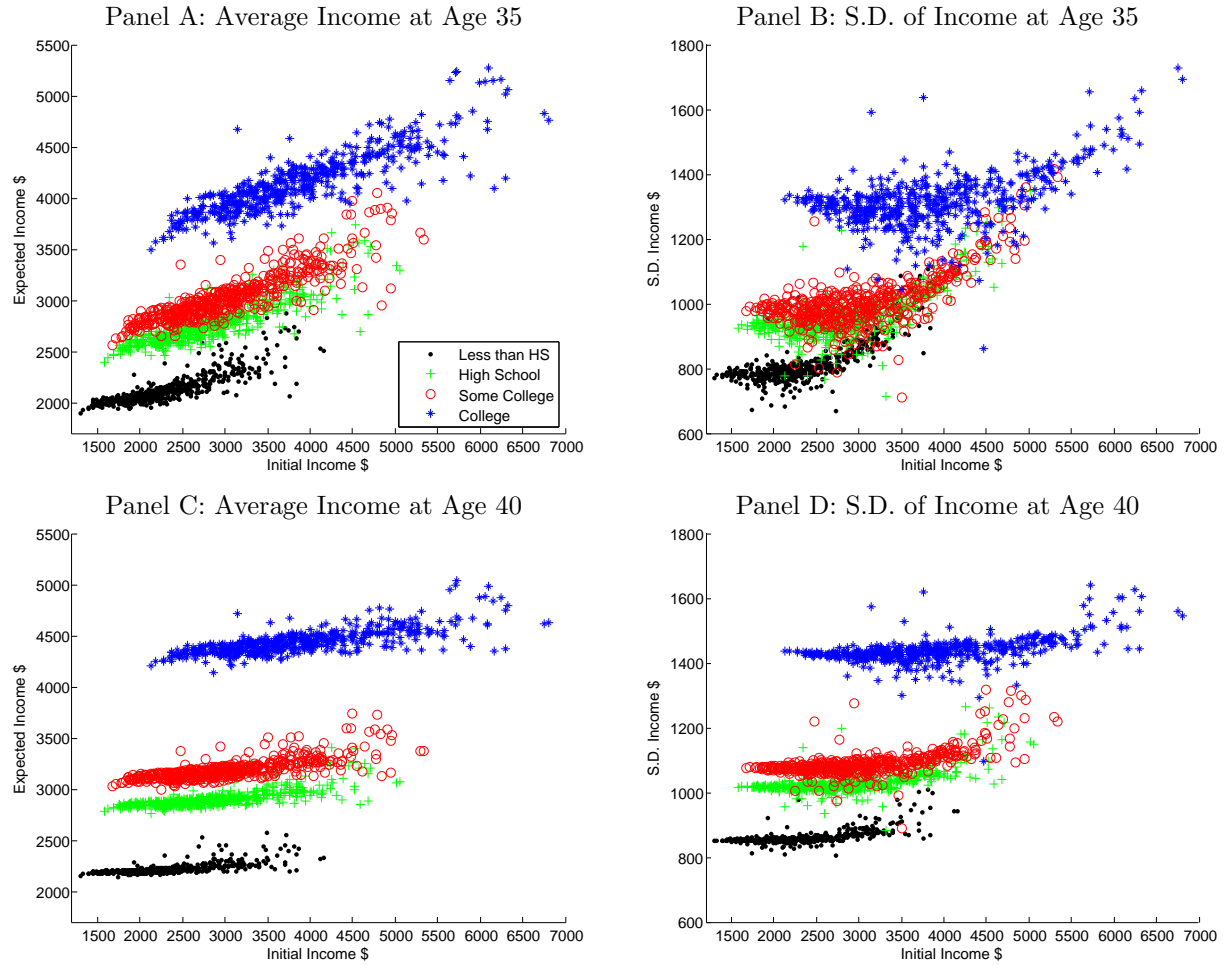 Panel A: Average Income at Age 35
5500
5000
4500
4000
3500
3000
2500
2000
Expected Income $
Less than HS
High School
Some College
College
1500 2000 2500 3000 3500 4000 4500 5000 5500 6000 6500 7000
Initial Income $
Panel B: S.D. of Income at Age 35
1800
1600
1400
1200
1000
800
600
S.D. Income $
1500 2000 2500 3000 3500 4000 4500 5000 5500 6000 6500 7000
Initial Income $
Panel C: Average Income at Age 40
5500
5000
4500
4000
3500
3000
2500
2000
Expected Income $
1500 2000 2500 3000 3500 4000 4500 5000 5500 6000 6500 7000
Initial Income $
Panel D: S.D. of Income at Age 40
1800
1600
1400
1200
1000
800
600
S.D. Income $
1500 2000 2500 3000 3500 4000 4500 5000 5500 6000 6500 7000
Initial Income $